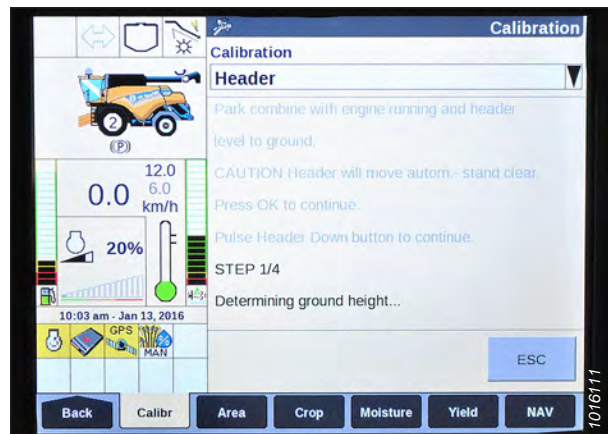 Calibration
Calibration
Header
Park combine with engine running and header
level to ground.
CAUTION Header will move autom.- stand clear.
Press OK to continue.
Pulse Header Down button to continue.
STEP 1/4
Determining ground height...
ESC
2
(P)
12.0
0.0 6.0
km/h
20%
10:03 am - Jan 13, 2016
GPS
MAN
Back Calibr Area Crop Moisture Yield NAV
1016111